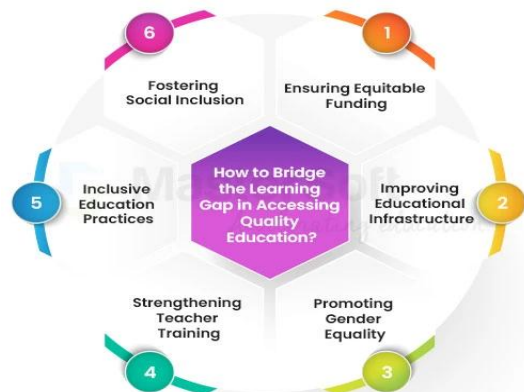 How to Bridge
the Learning
Gap in Accessing
Quality
Education?
1
Ensuring Equitable
Funding
2
Improving
Educational
Infrastructure
3
Promoting
Gender
Equality
4
Strengthening
Teacher
Training
5
Inclusive
Education
Practices
6
Fostering
Social Inclusion